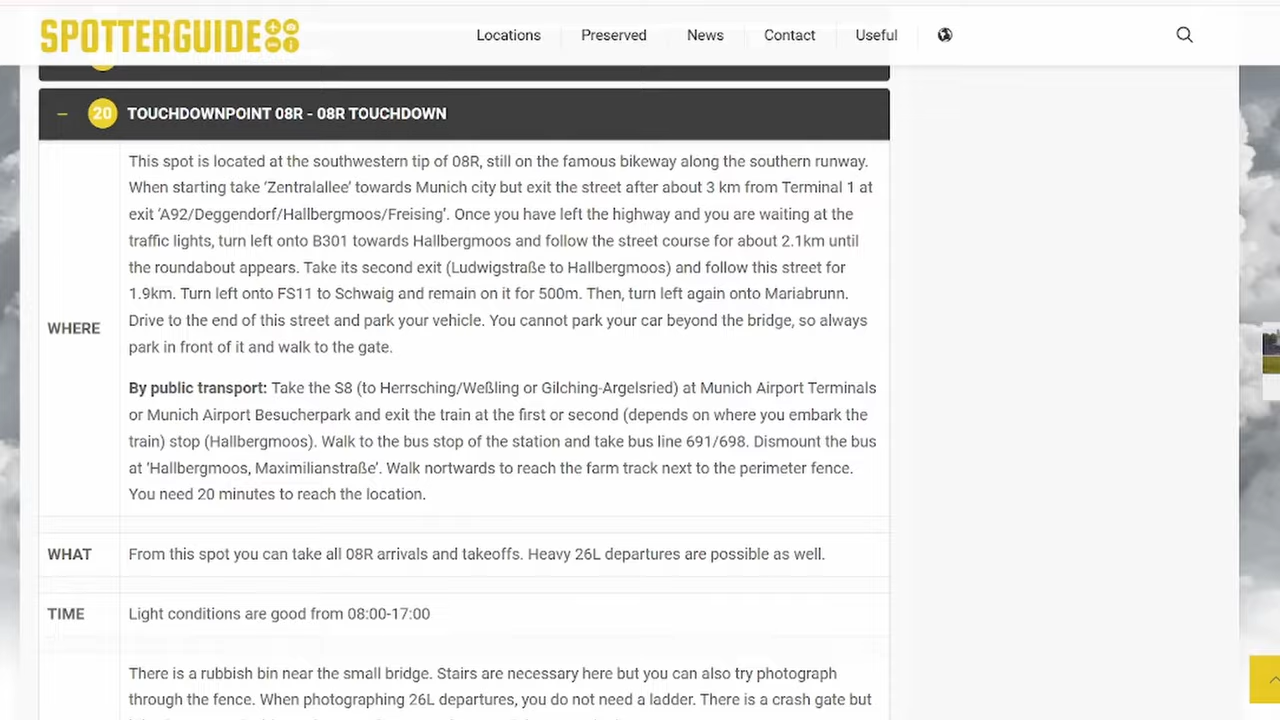 SPOTTERGUIDE
Locations
Preserved
News
Contact
Useful
20
TOUCHDOWNPOINT 08R - 08R TOUCHDOWN
WHERE
This spot is located at the southwestern tip of 08R, still on the famous bikeway along the southern runway.
When starting take ‘Zentralallee’ towards Munich city but exit the street after about 3 km from Terminal 1 at
exit ‘A92/Deggendorf/Hallbergmoos/Freising’. Once you have left the highway and you are waiting at the
traffic lights, turn left onto B301 towards Hallbergmoos and follow the street course for about 2.1km until
the roundabout appears. Take its second exit (Ludwigstraße to Hallbergmoos) and follow this street for
1.9km. Turn left onto FS11 to Schwaig and remain on it for 500m. Then, turn left again onto Mariabrunn.
Drive to the end of this street and park your vehicle. You cannot park your car beyond the bridge, so always
park in front of it and walk to the gate.
By public transport: Take the S8 (to Herrsching/Weßling or Gilching-Argelsried) at Munich Airport Terminals
or Munich Airport Besucherpark and exit the train at the first or second (depends on where you embark the
train) stop (Hallbergmoos). Walk to the bus stop of the station and take bus line 691/698. Dismount the bus
at ‘Hallbergmoos, Maximilianstraße’. Walk nortwards to reach the farm track next to the perimeter fence.
You need 20 minutes to reach the location.
WHAT
From this spot you can take all 08R arrivals and takeoffs. Heavy 26L departures are possible as well.
TIME
Light conditions are good from 08:00-17:00
There is a rubbish bin near the small bridge. Stairs are necessary here but you can also try photograph
through the fence. When photographing 26L departures, you do not need a ladder. There is a crash gate but